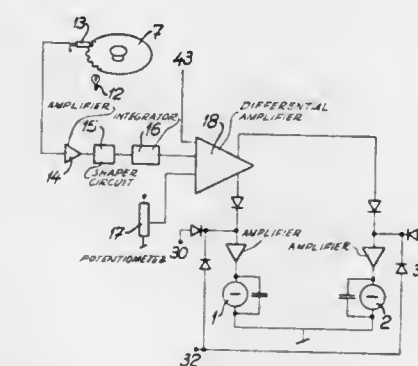 13
7
43
12
AMPLIFIER
INTEGRATOR
DIFFERENTIAL
AMPLIFIER
15
16
18
14
SHAPER
CIRCUIT
17
POTENTIOMETER
30
AMPLIFIER
AMPLIFIER
3
1
2
32